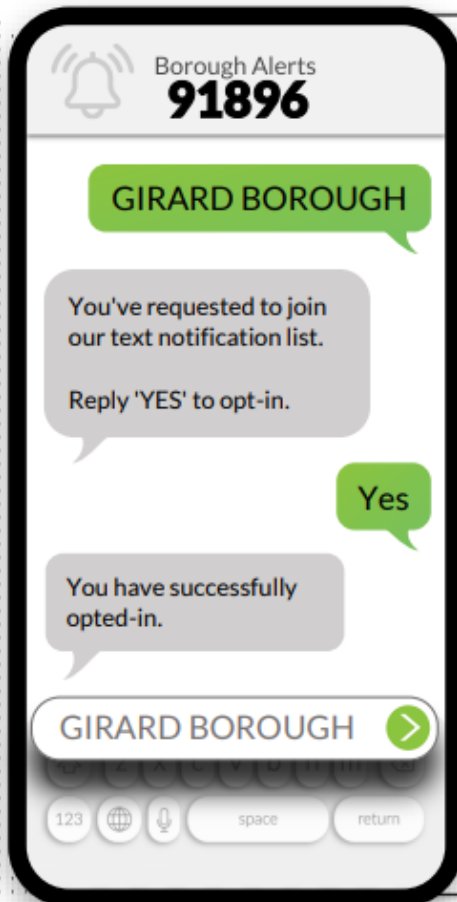 Borough Alerts
91896
GIRARD BOROUGH
You've requested to join
our text notification list.
Reply 'YES' to opt-in.
Yes
You have successfully
opted-in.
GIRARD BOROUGH
Z X C V B N M
123 space return